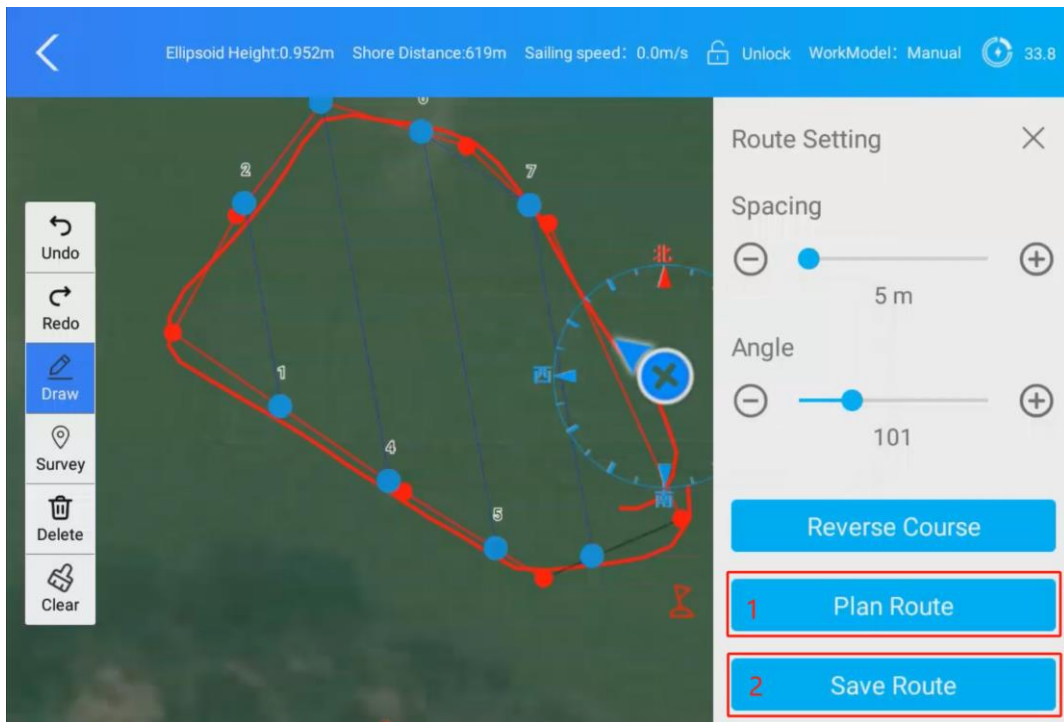 Ellipsoid Height:0.952m Shore Distance:619m Sailing speed: 0.0m/s Unlock WorkModel: Manual 33.8
Undo
Redo
Draw
Survey
Delete
Clear
6
2
7
北
西
1
4
南
5
Route Setting
Spacing
5 m
Angle
101
Reverse Course
1 Plan Route
2 Save Route